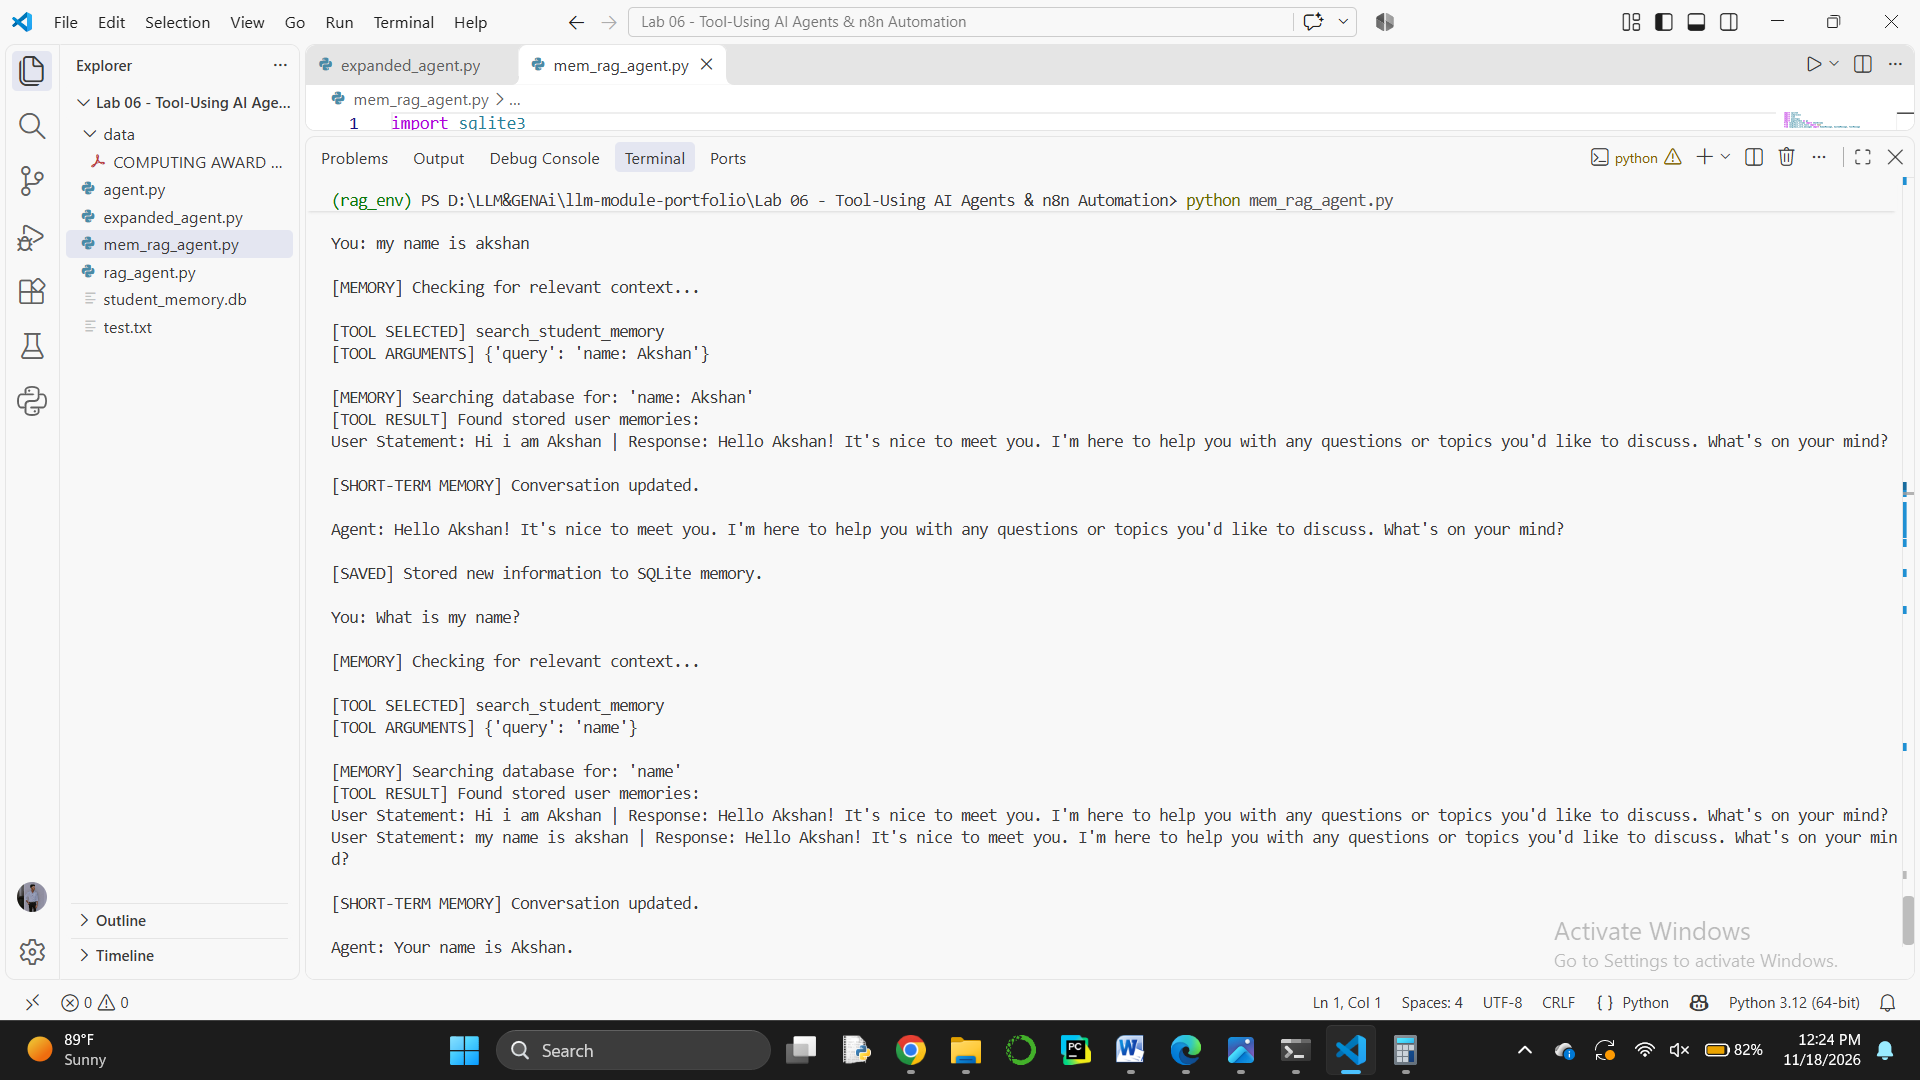 File Edit Selection View Go Run Terminal Help
Lab 06 - Tool-Using AI Agents & n8n Automation
Explorer
Lab 06 - Tool-Using AI Age...
data
COMPUTING AWARD ...
agent.py
expanded_agent.py
mem_rag_agent.py
rag_agent.py
student_memory.db
test.txt
Outline
Timeline
expanded_agent.py
mem_rag_agent.py
mem_rag_agent.py > ...
1 import sqlite3
Problems Output Debug Console Terminal Ports
python
(rag_env) PS D:\LLM&GENAi\llm-module-portfolio\Lab 06 - Tool-Using AI Agents & n8n Automation> python mem_rag_agent.py
You: my name is akshan
[MEMORY] Checking for relevant context...
[TOOL SELECTED] search_student_memory
[TOOL ARGUMENTS] {'query': 'name: Akshan'}
[MEMORY] Searching database for: 'name: Akshan'
[TOOL RESULT] Found stored user memories:
User Statement: Hi i am Akshan | Response: Hello Akshan! It's nice to meet you. I'm here to help you with any questions or topics you'd like to discuss. What's on your mind?
[SHORT-TERM MEMORY] Conversation updated.
Agent: Hello Akshan! It's nice to meet you. I'm here to help you with any questions or topics you'd like to discuss. What's on your mind?
[SAVED] Stored new information to SQLite memory.
You: What is my name?
[MEMORY] Checking for relevant context...
[TOOL SELECTED] search_student_memory
[TOOL ARGUMENTS] {'query': 'name'}
[MEMORY] Searching database for: 'name'
[TOOL RESULT] Found stored user memories:
User Statement: Hi i am Akshan | Response: Hello Akshan! It's nice to meet you. I'm here to help you with any questions or topics you'd like to discuss. What's on your mind?
User Statement: my name is akshan | Response: Hello Akshan! It's nice to meet you. I'm here to help you with any questions or topics you'd like to discuss. What's on your min
d?
[SHORT-TERM MEMORY] Conversation updated.
Agent: Your name is Akshan.
Activate Windows
Go to Settings to activate Windows.
0 0
Ln 1, Col 1 Spaces: 4 UTF-8 CRLF { } Python Python 3.12 (64-bit)
89°F
Sunny
Search
PC
82%
12:24 PM
11/18/2026